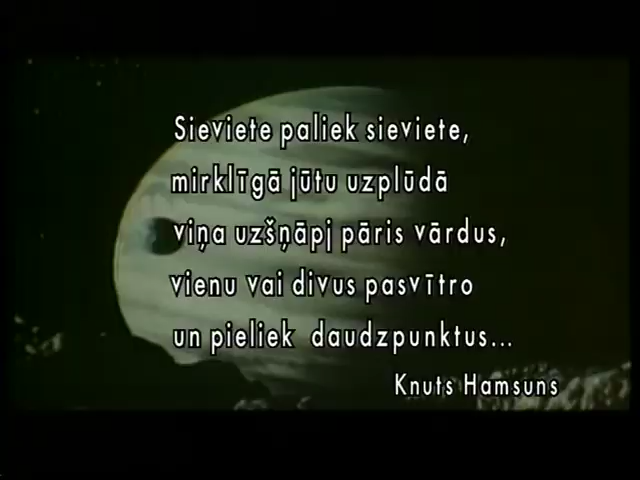 Sieviete paliek sieviete,
mirklīgā jūtu uzplūdā
viņa uzšņāpj pāris vārdus,
vienu vai divus pasvītro
un pieliek daudzpunktus...
Knuts Hamsuns